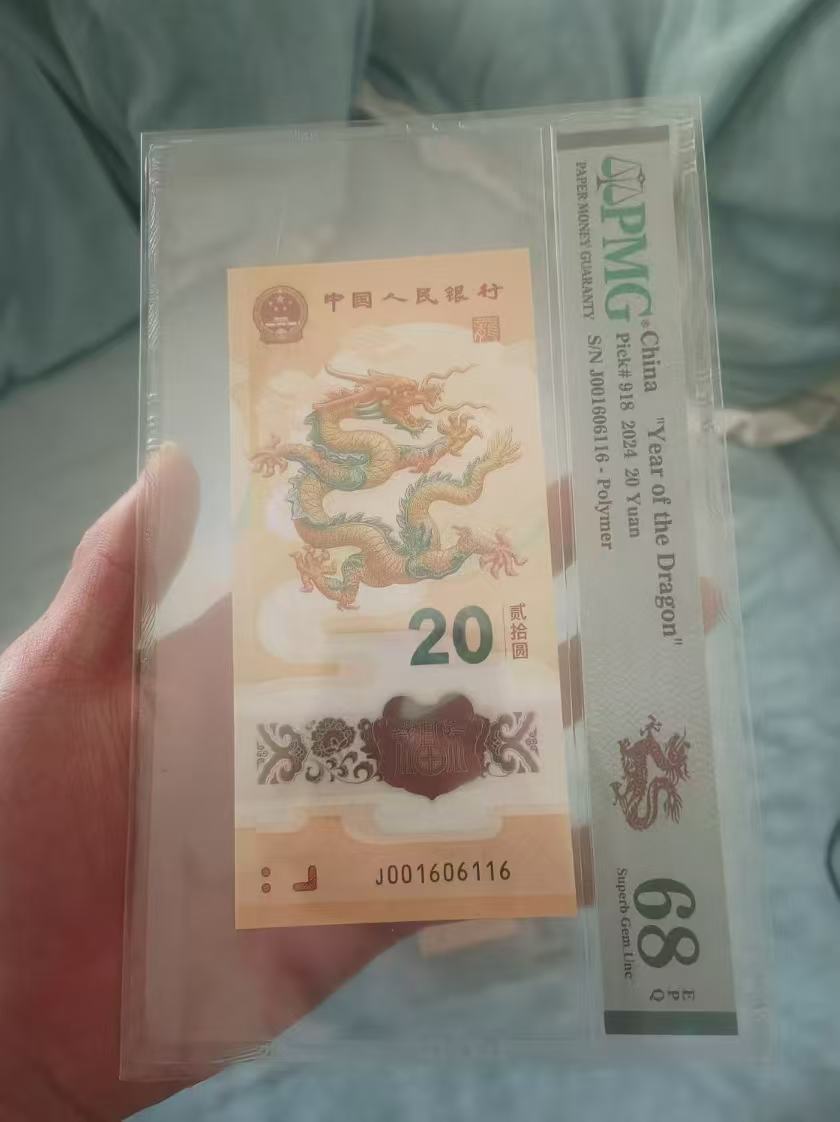 中国人民银行
20
贰拾圆
J001606116
PMG
PAPER MONEY GUARANTY
China "Year of the Dragon"
Pick# 918 2024 20 Yuan
S/N J001606116 - Polymer
68
EPQ
Superb Gem Unc